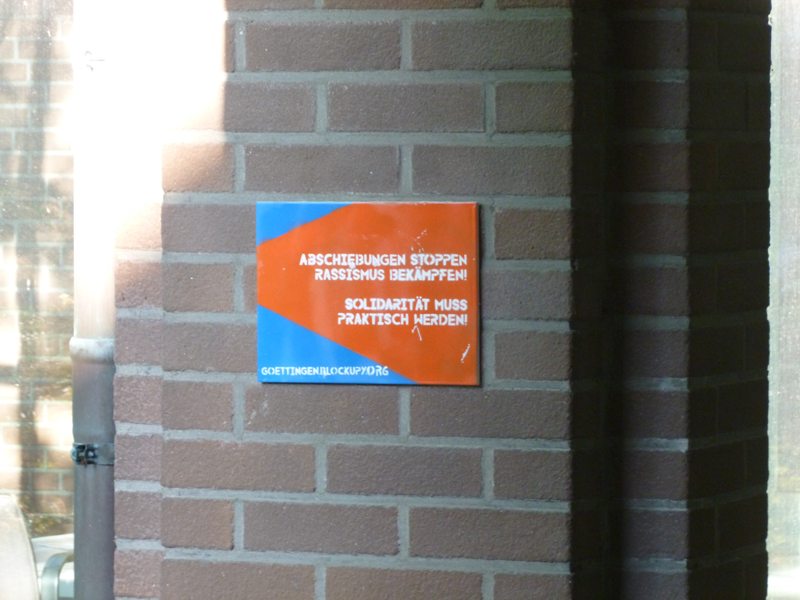 ABSCHIEBUNGEN STOPPEN
RASSISMUS BEKÄMPFEN!
SOLIDARITÄT MUSS
PRAKTISCH WERDEN!
GOETTINGEN.BLOCKUPY.ORG